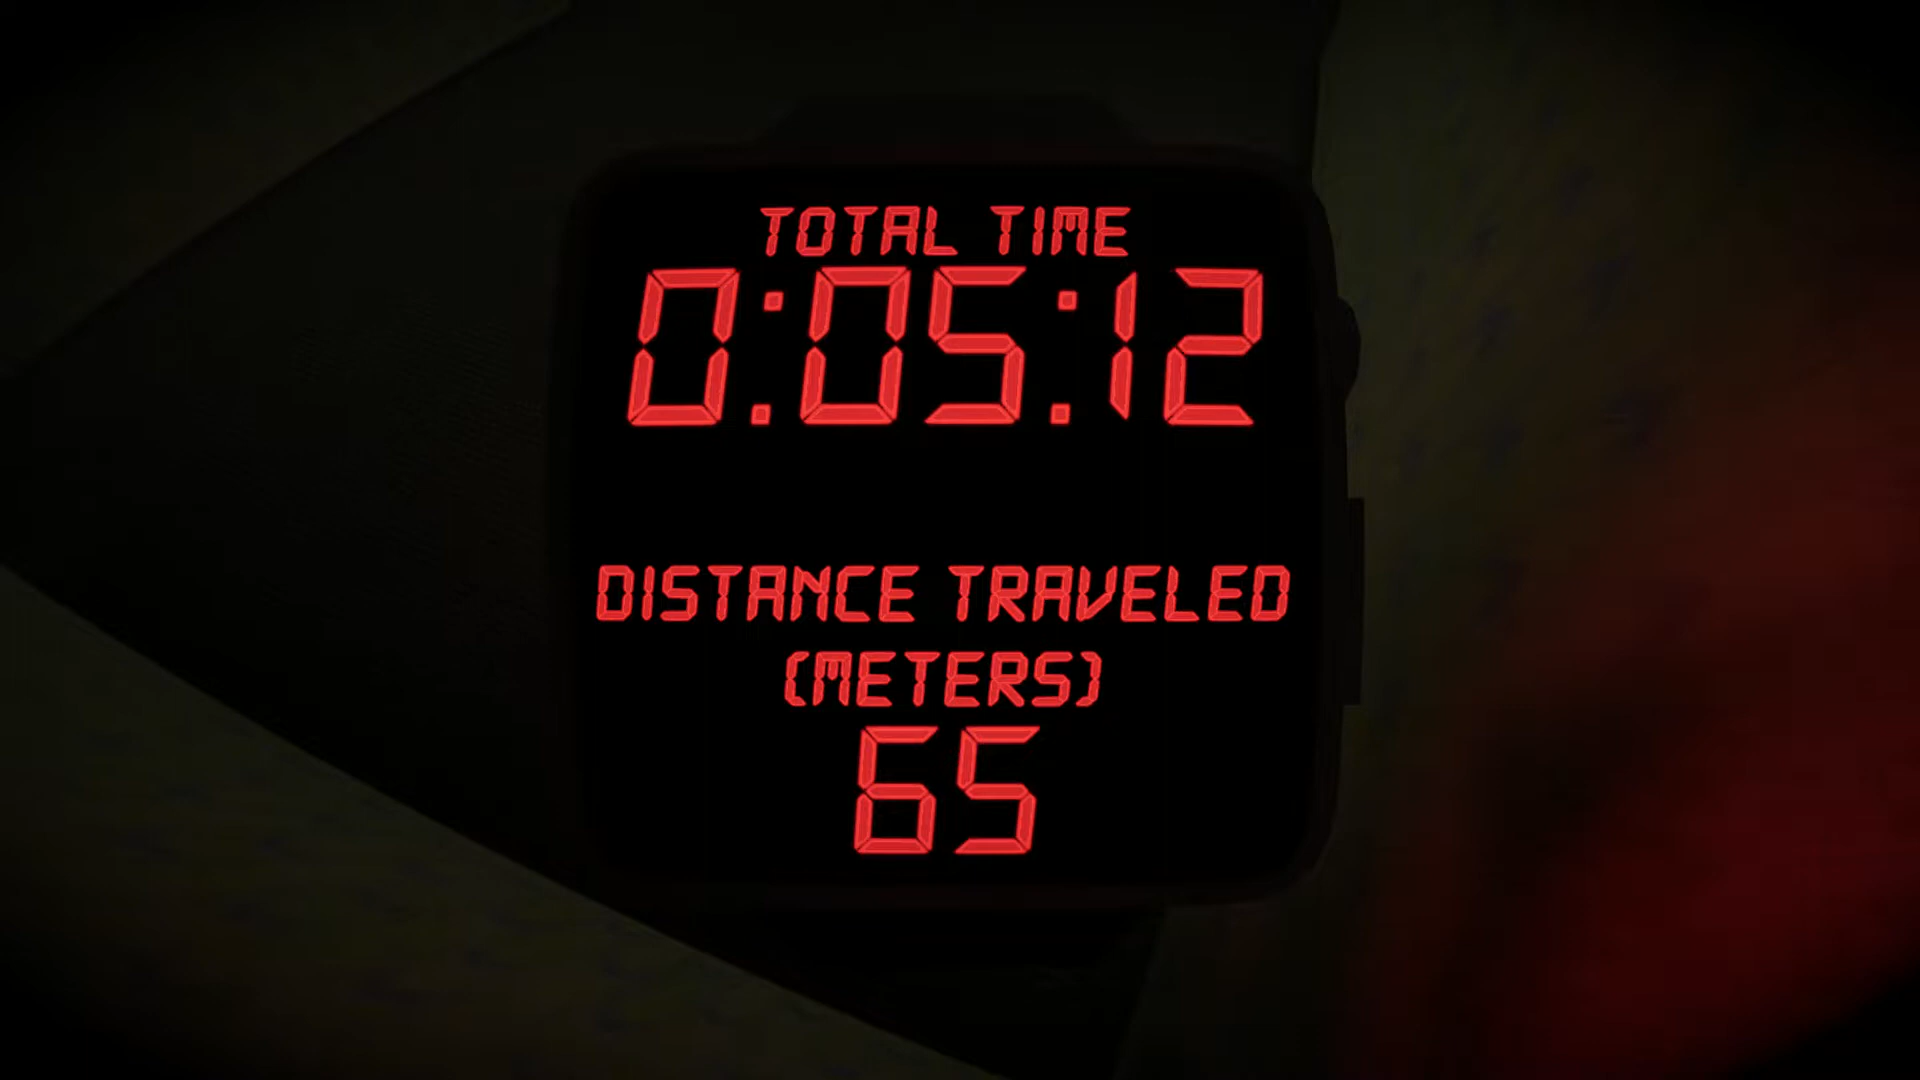 TOTAL TIME
0:05:12
DISTANCE TRAVELED
(METERS)
65